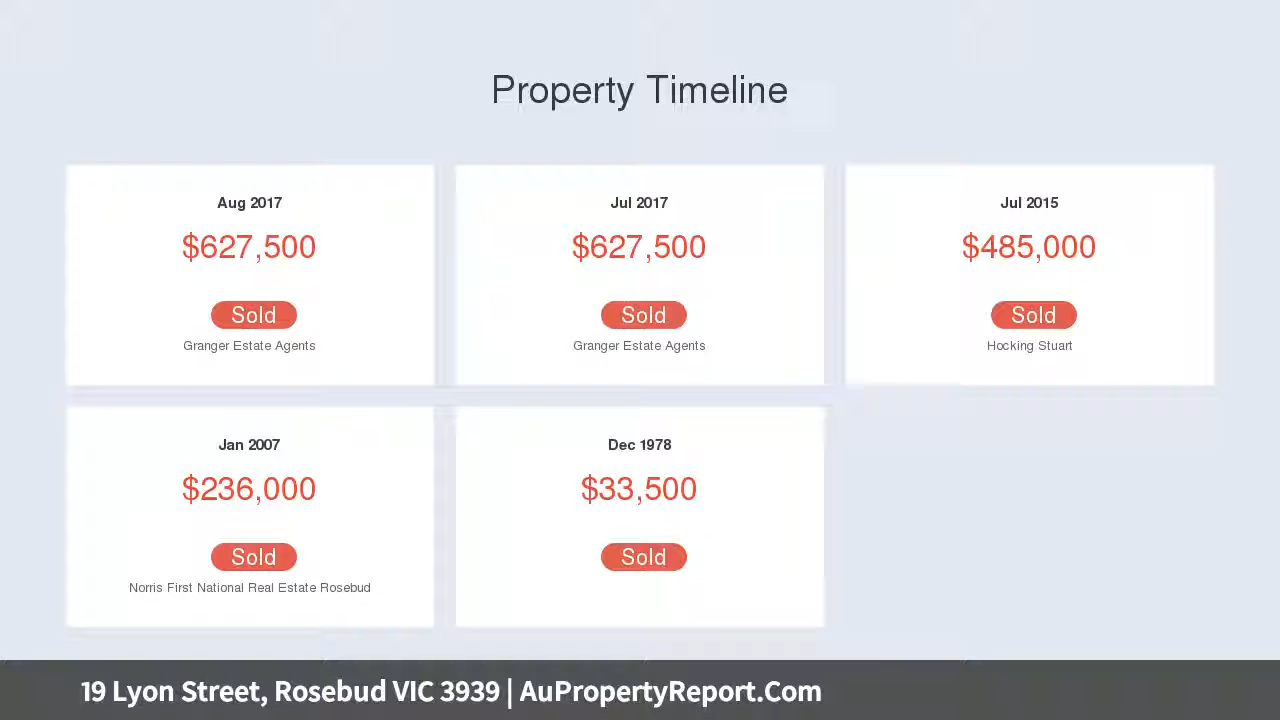 Property Timeline
Aug 2017
$627,500
Sold
Granger Estate Agents
Jul 2017
$627,500
Sold
Granger Estate Agents
Jul 2015
$485,000
Sold
Hocking Stuart
Jan 2007
$236,000
Sold
Norris First National Real Estate Rosebud
Dec 1978
$33,500
Sold
19 Lyon Street, Rosebud VIC 3939 | AuPropertyReport.Com